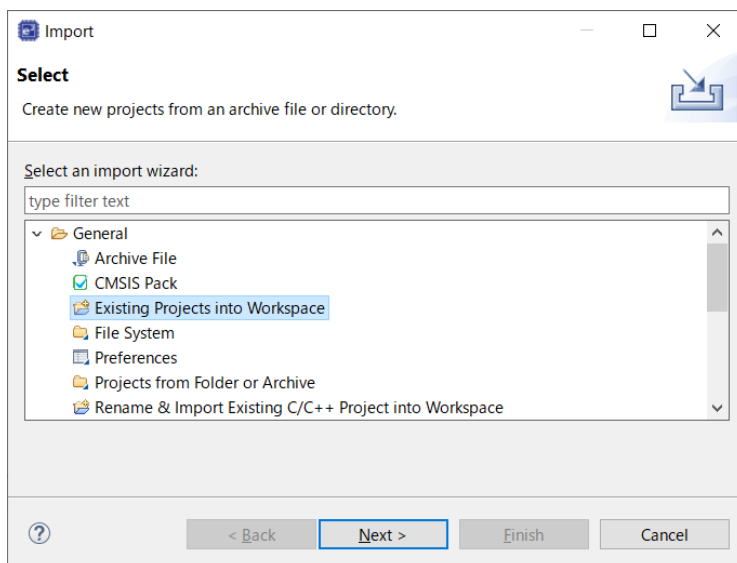 Import
Select
Create new projects from an archive file or directory.
Select an import wizard:
type filter text
General
Archive File
CMSIS Pack
Existing Projects into Workspace
File System
Preferences
Projects from Folder or Archive
Rename & Import Existing C/C++ Project into Workspace
< Back Next > Finish Cancel